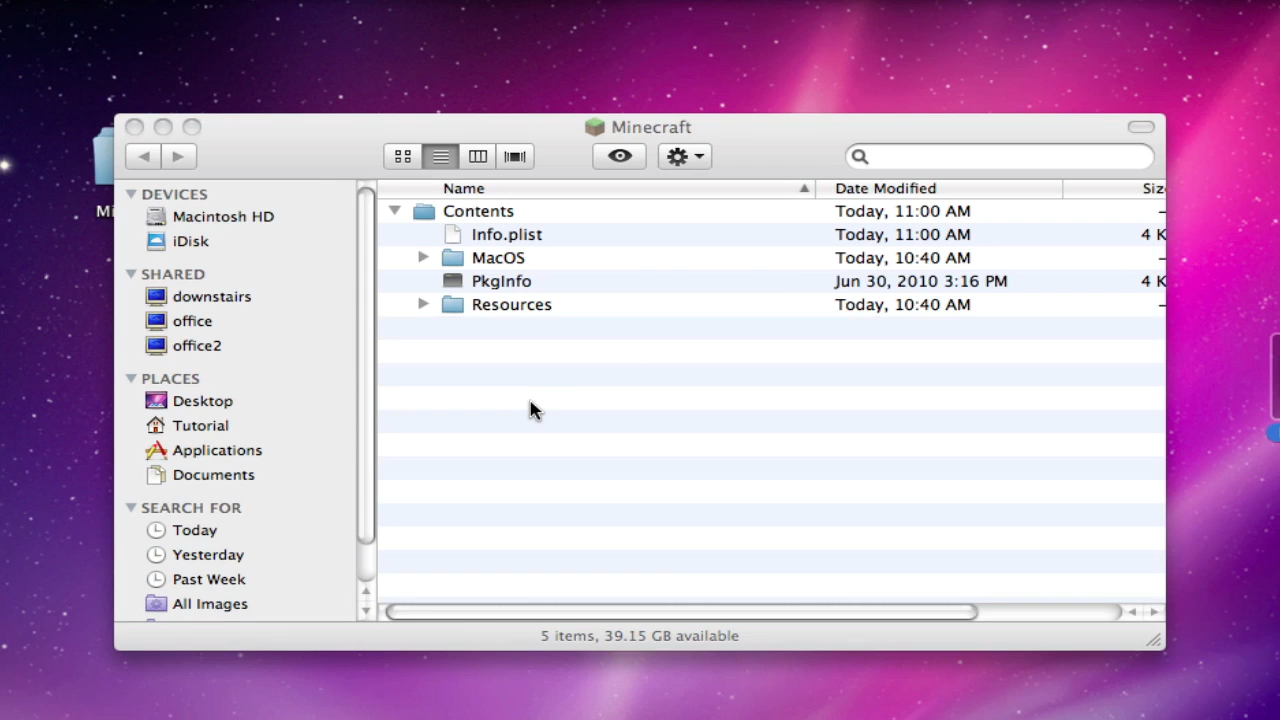 Minecraft
Name
Date Modified
DEVICES
Macintosh HD
iDisk
SHARED
downstairs
office
office2
PLACES
Desktop
Tutorial
Applications
Documents
SEARCH FOR
Today
Yesterday
Past Week
All Images
Contents Today, 11:00 AM –
Info.plist Today, 11:00 AM 4
MacOS Today, 10:40 AM –
PkgInfo Jun 30, 2010 3:16 PM 4
Resources Today, 10:40 AM –
5 items, 39.15 GB available